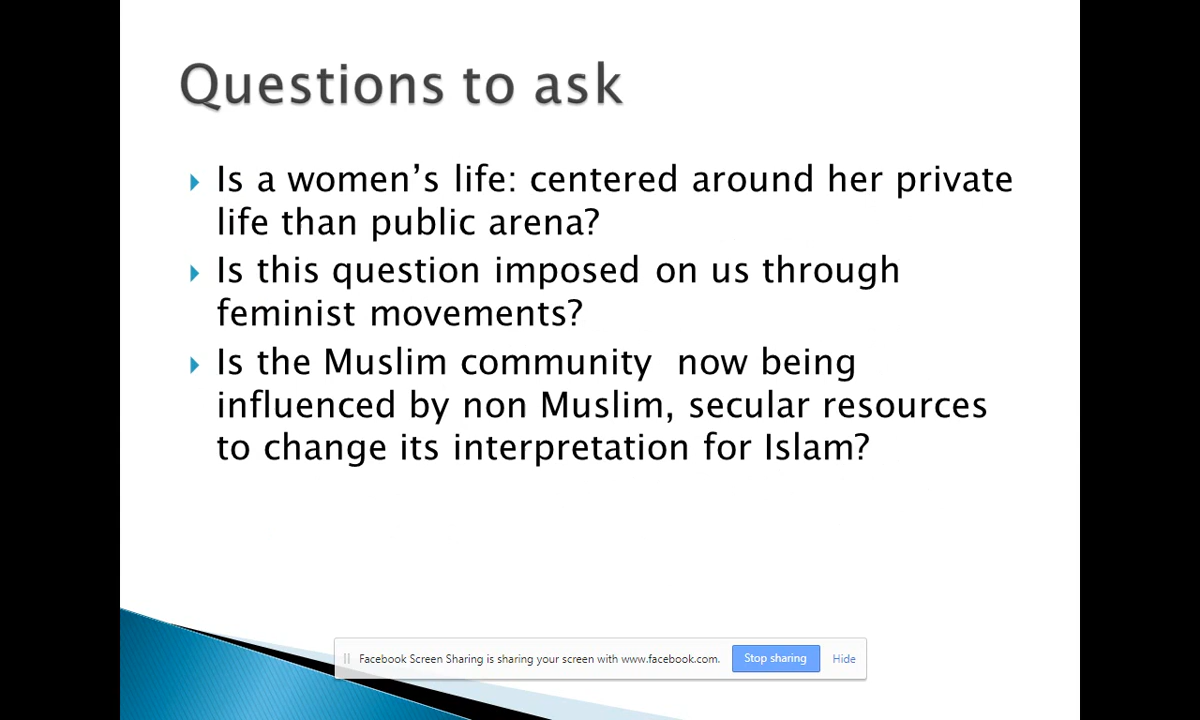 Questions to ask
Is a women’s life: centered around her private
life than public arena?
Is this question imposed on us through
feminist movements?
Is the Muslim community  now being
influenced by non Muslim, secular resources
to change its interpretation for Islam?
Facebook Screen Sharing is sharing your screen with www.facebook.com. Stop sharing Hide